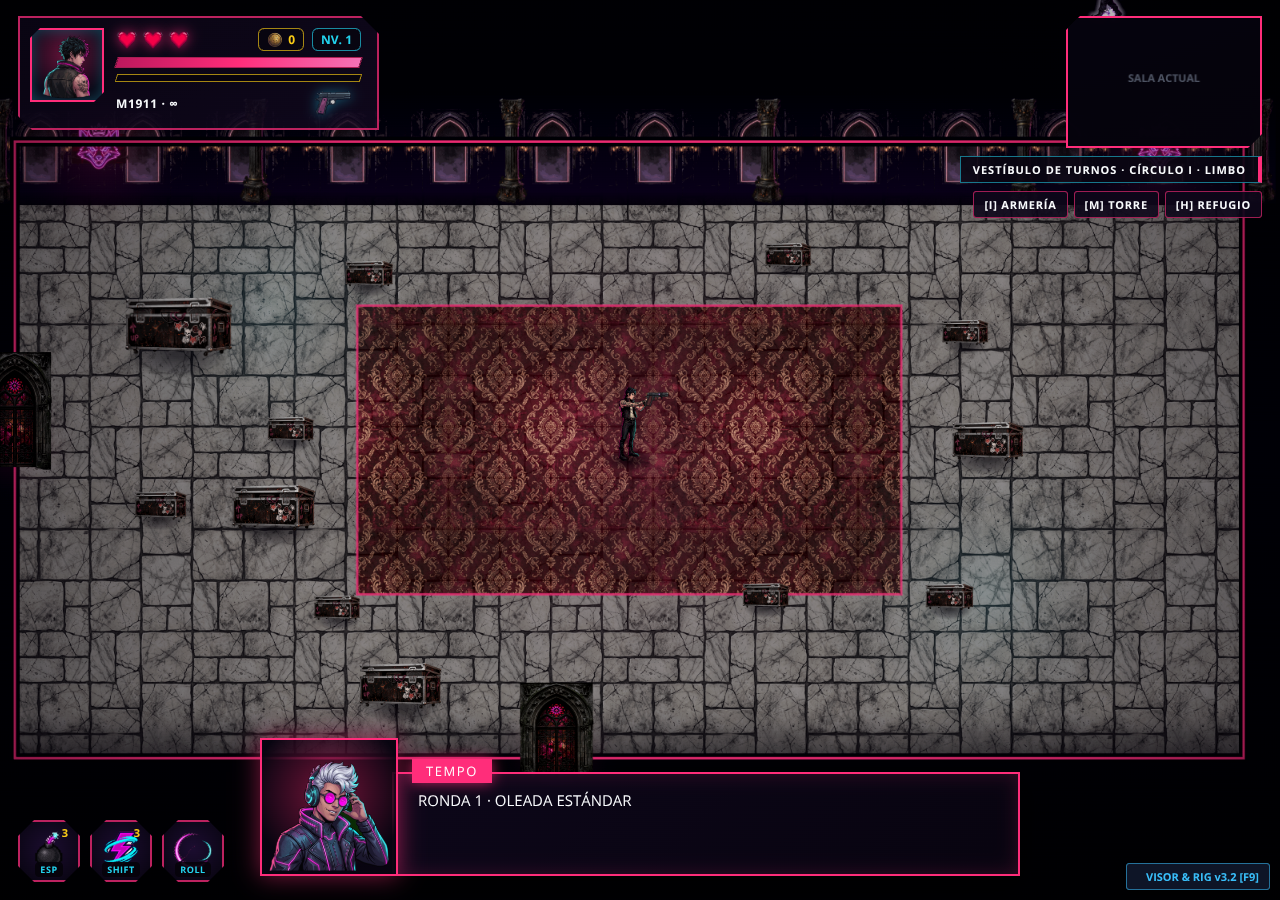 0
NV. 1
M1911 · ∞
SALA ACTUAL
VESTÍBULO DE TURNOS · CÍRCULO I · LIMBO
[I] ARMERÍA
[M] TORRE
[H] REFUGIO
TEMPO
RONDA 1 · OLEADA ESTÁNDAR
3
ESP
3
SHIFT
ROLL
VISOR & RIG v3.2 [F9]